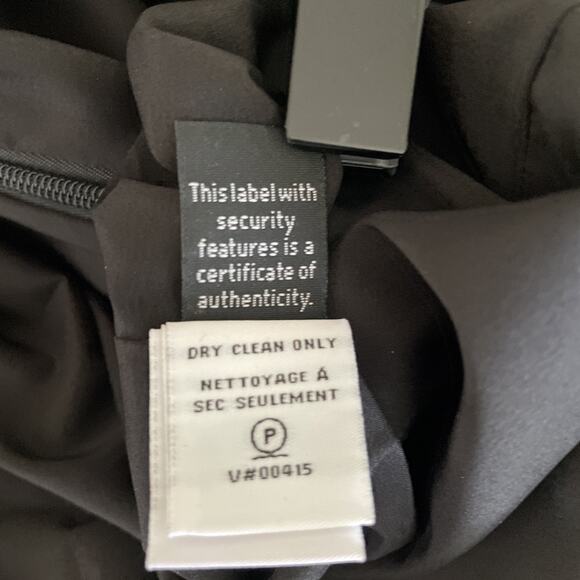 This label with
security
features is a
certificate of
authenticity.
DRY CLEAN ONLY
NETTOYAGE Á
SEC SEULEMENT
P
V#00415